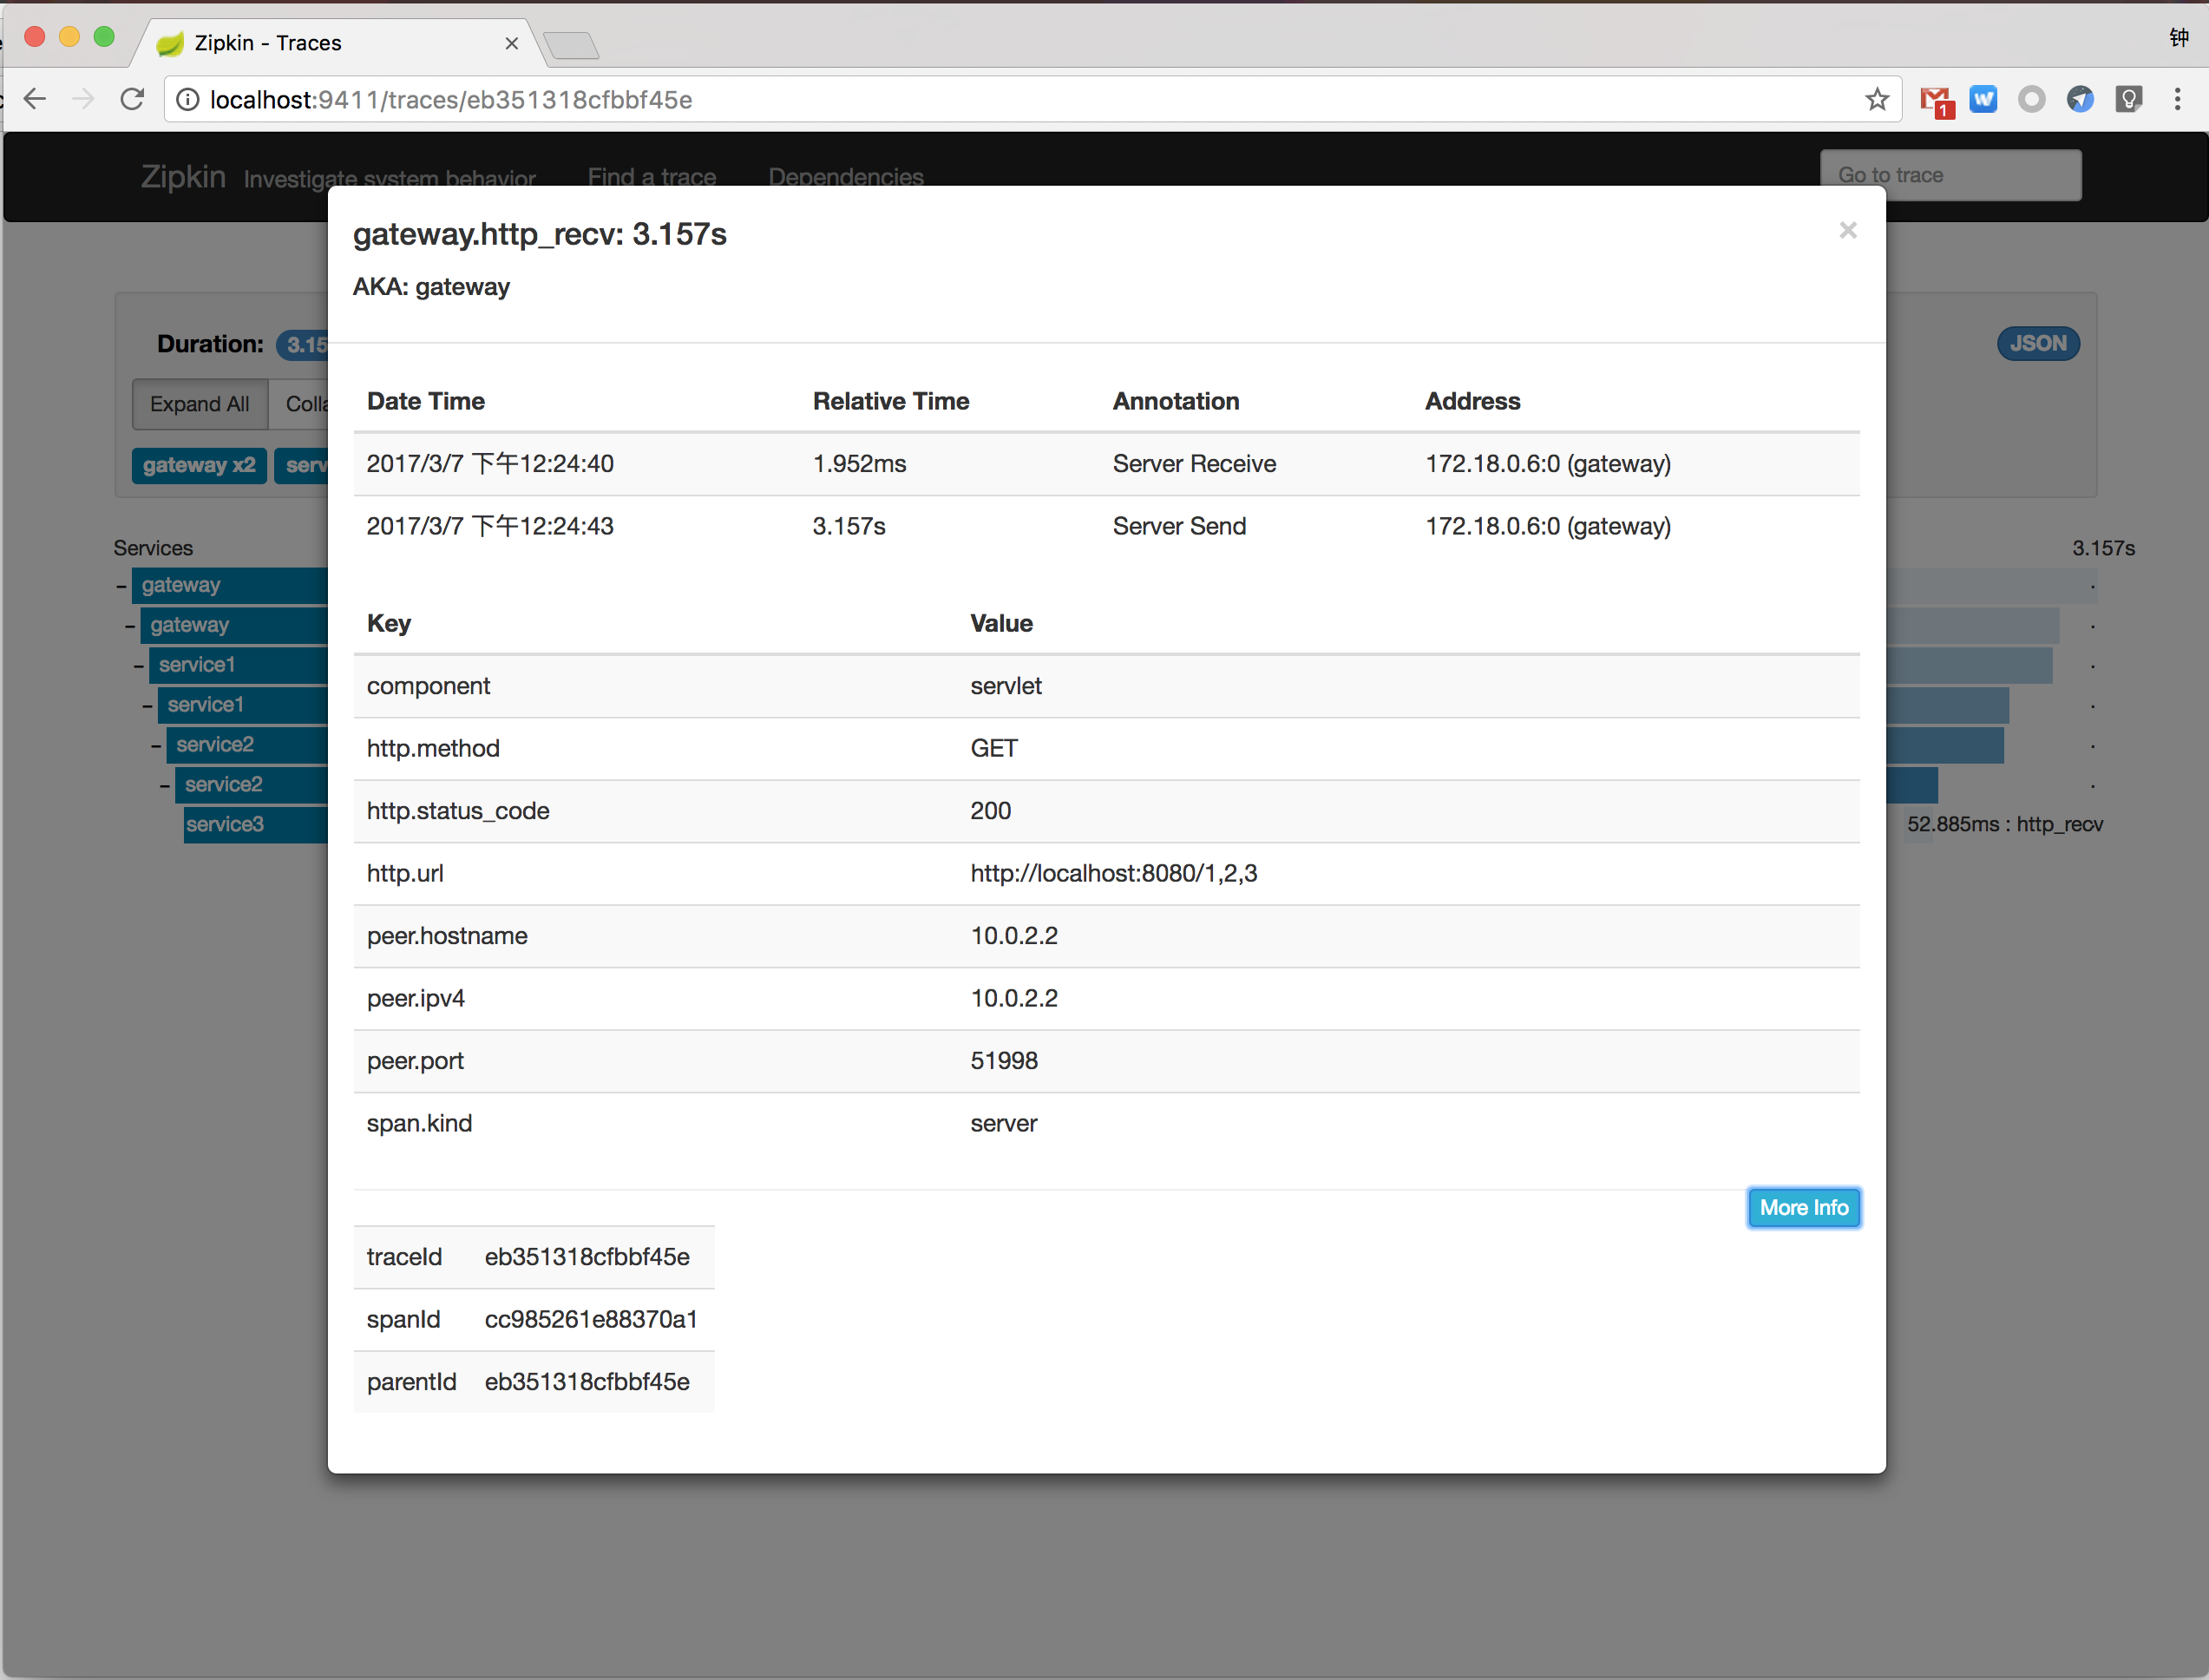 Zipkin - Traces
钟
localhost:9411/traces/eb351318cfbbf45e
1
Zipkin Investigate system behavior Find a trace Dependencies Go to trace
gateway.http_recv: 3.157s
AKA: gateway
Duration: 3.15
JSON
Expand All Colla
gateway x2 serv
Date Time Relative Time Annotation Address
2017/3/7 下午12:24:40 1.952ms Server Receive 172.18.0.6:0 (gateway)
2017/3/7 下午12:24:43 3.157s Server Send 172.18.0.6:0 (gateway)
Services 3.157s
gateway
gateway
service1
service1
service2
service2
service3 52.885ms : http_recv
Key Value
component servlet
http.method GET
http.status_code 200
http.url http://localhost:8080/1,2,3
peer.hostname 10.0.2.2
peer.ipv4 10.0.2.2
peer.port 51998
span.kind server
More Info
traceId eb351318cfbbf45e
spanId cc985261e88370a1
parentId eb351318cfbbf45e